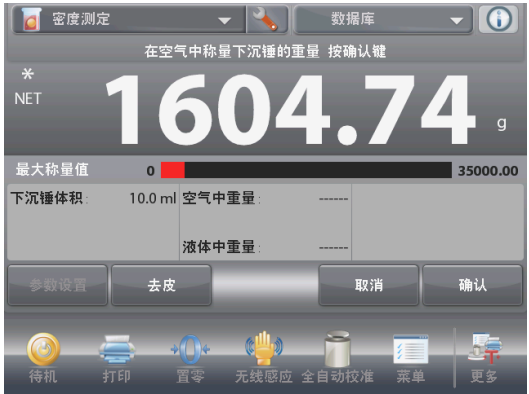 密度测定 数据库
在空气中称量下沉锤的重量 按确认键
*
NET 1604.74 g
最大称量值 0 35000.00
下沉锤体积: 10.0 ml 空气中重量: ------
液体中重量: ------
参数设置 去皮 取消 确认
待机 打印 置零 无线感应 全自动校准 菜单 更多